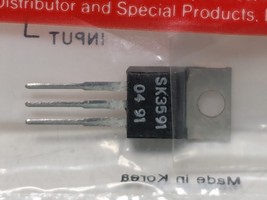 Distributor and Special Products,
INPUT
SK3591
04 91
Made in Korea